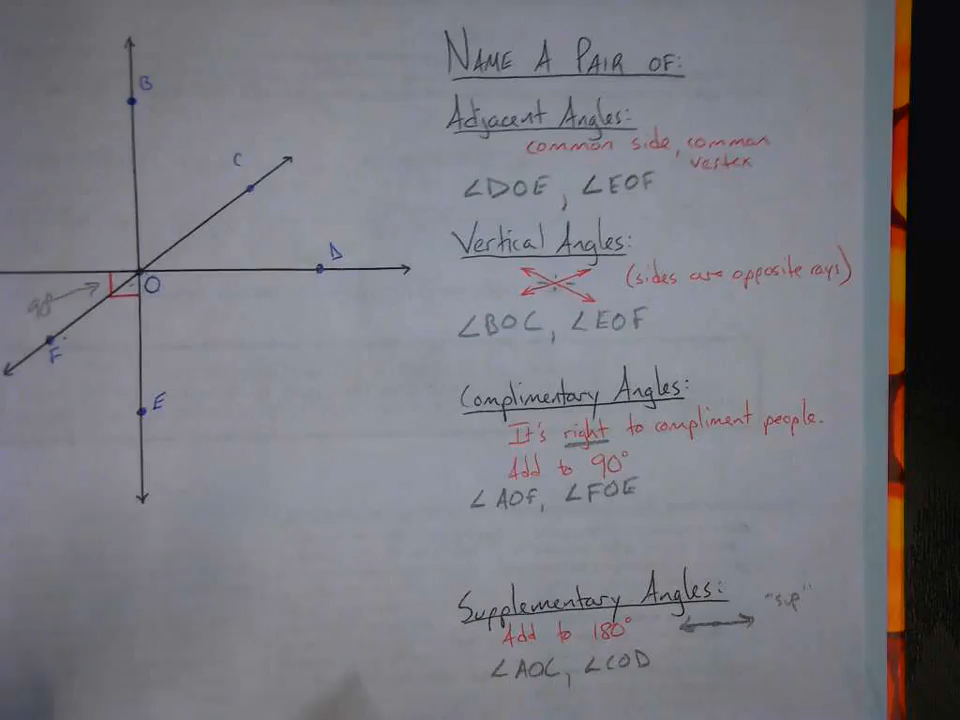 NAME A PAIR OF:
Adjacent Angles:
common side, common
vertex
∠DOE, ∠EOF
Vertical Angles:
(sides are opposite rays)
∠BOC, ∠EOF
Complimentary Angles:
It's right to compliment people.
Add to 90°
∠AOF, ∠FOE
Supplementary Angles:
"sup"
Add to 180°
∠AOC, ∠COD
B
C
D
O
90°
F
E